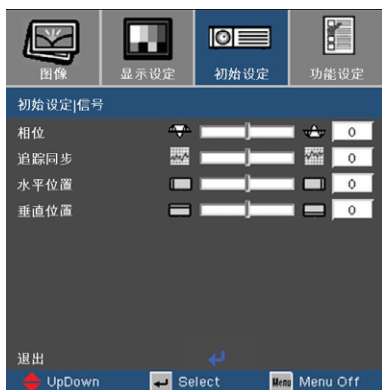 图像 显示设定 初始设定 功能设定
初始设定|信号
相位 0
追踪同步 0
水平位置 0
垂直位置 0
退出
UpDown Select Menu Menu Off